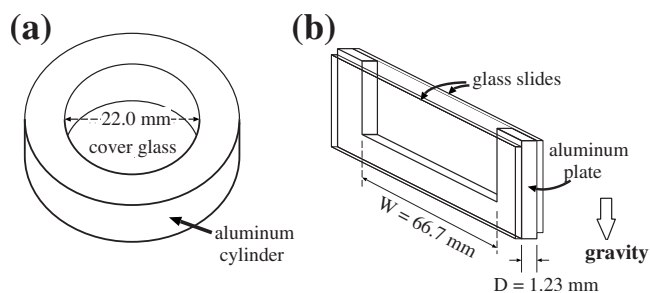 (a)
22.0 mm
cover glass
aluminum
cylinder
(b)
glass slides
aluminum
plate
W = 66.7 mm
gravity
D = 1.23 mm